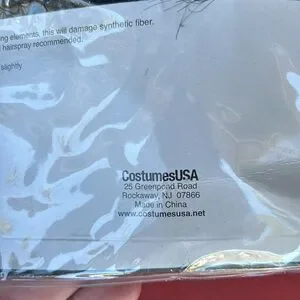 ing elements, this will damage synthetic fiber.
hairspray recommended.
slightly.
CostumesUSA
25 Greenpond Road
Rockaway, NJ 07866
Made in China
www.costumesusa.net